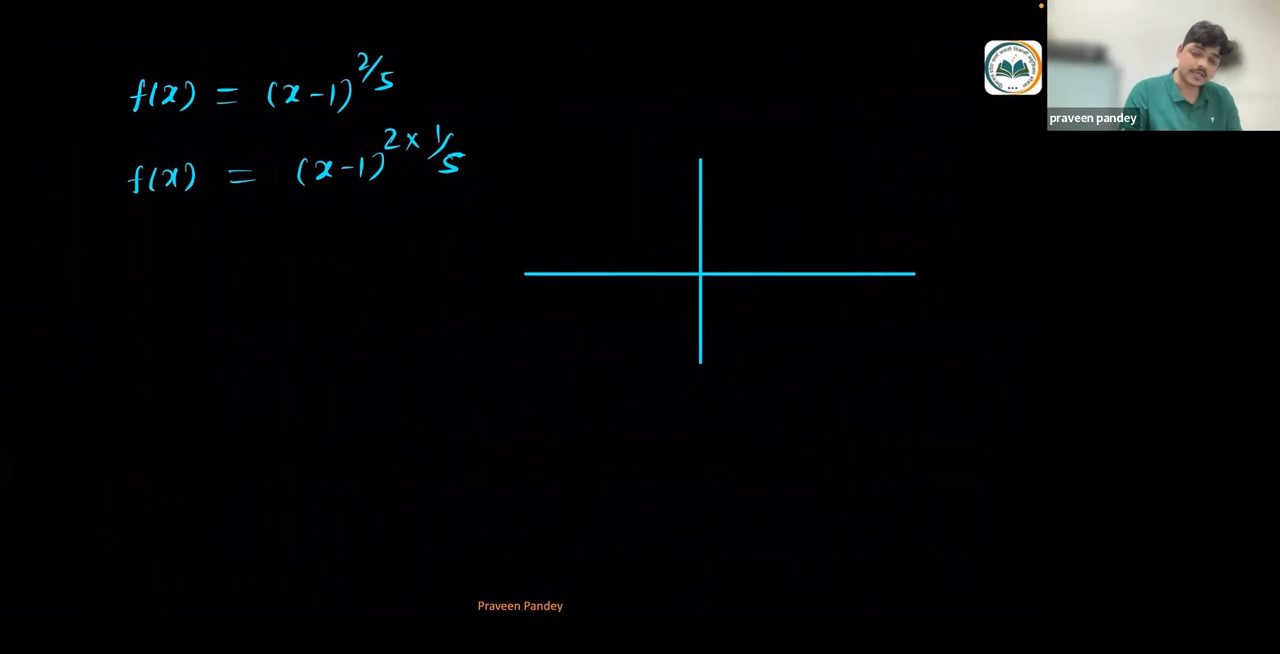 f(x) = (x-1)^2/5
f(x) = (x-1)^2×1/5
praveen pandey
Praveen Pandey